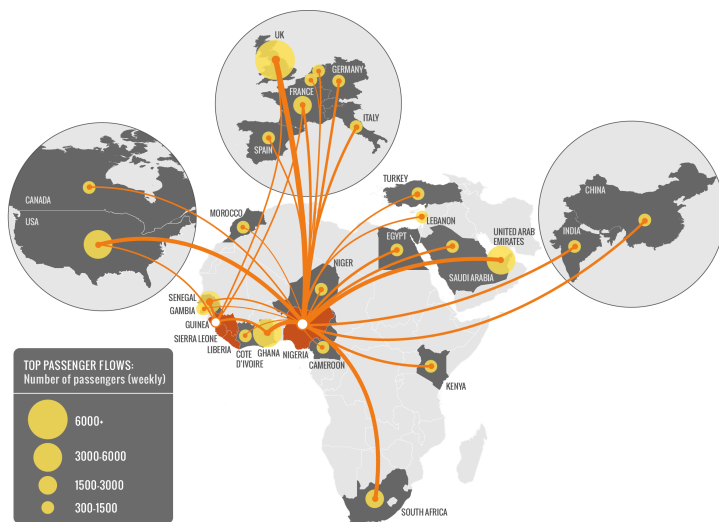 UK
GERMANY
FRANCE
ITALY
SPAIN
CANADA
USA
CHINA
INDIA
TURKEY
LEBANON
MOROCCO
EGYPT
UNITED ARAB
EMIRATES
SAUDI ARABIA
NIGER
SENEGAL
GAMBIA
GUINEA
SIERRA LEONE
LIBERIA
COTE
D'IVOIRE
GHANA
NIGERIA
CAMEROON
KENYA
SOUTH AFRICA
TOP PASSENGER FLOWS:
Number of passengers (weekly)
6000+
3000-6000
1500-3000
300-1500